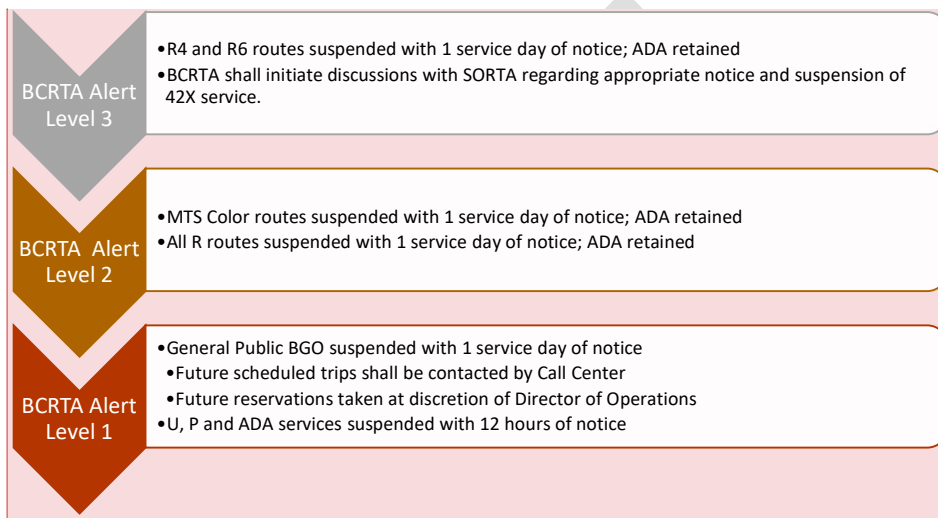 BCRTA Alert
Level 3
•R4 and R6 routes suspended with 1 service day of notice; ADA retained
•BCRTA shall initiate discussions with SORTA regarding appropriate notice and suspension of
42X service.
BCRTA Alert
Level 2
•MTS Color routes suspended with 1 service day of notice; ADA retained
•All R routes suspended with 1 service day of notice; ADA retained
BCRTA Alert
Level 1
•General Public BGO suspended with 1 service day of notice
•Future scheduled trips shall be contacted by Call Center
•Future reservations taken at discretion of Director of Operations
•U, P and ADA services suspended with 12 hours of notice